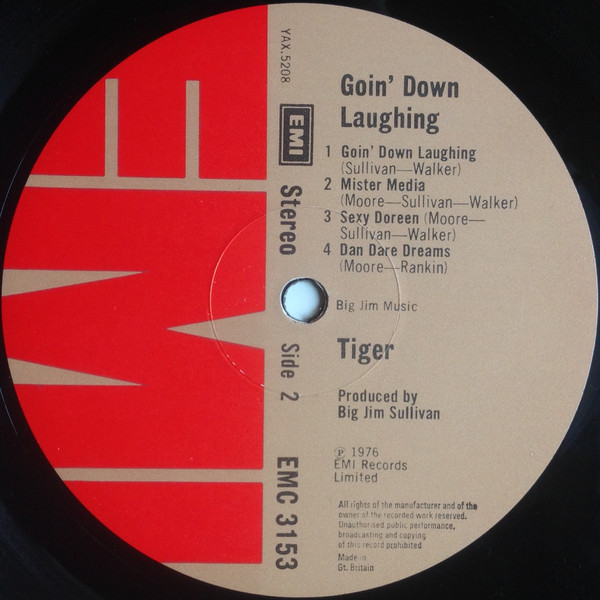 YAX.5208
EMI
Stereo
Side 2
EMC 3153
Goin' Down
Laughing
1 Goin' Down Laughing
(Sullivan—Walker)
2 Mister Media
(Moore—Sullivan—Walker)
3 Sexy Doreen (Moore—
Sullivan—Walker)
4 Dan Dare Dreams
(Moore—Rankin)
Big Jim Music
Tiger
Produced by
Big Jim Sullivan
℗ 1976
EMI Records
Limited
All rights of the manufacturer and of the
owner of the recorded work reserved.
Unauthorised public performance,
broadcasting and copying
of this record prohibited
Made in
Gt. Britain
EMI